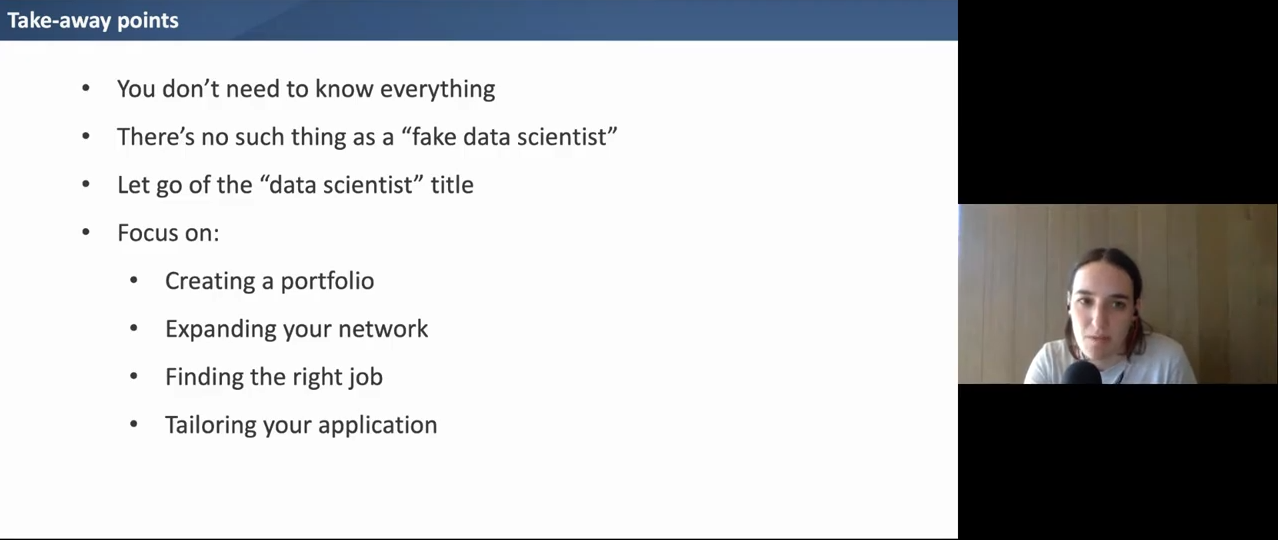 Take-away points
• You don’t need to know everything
• There’s no such thing as a “fake data scientist”
• Let go of the “data scientist” title
• Focus on:
• Creating a portfolio
• Expanding your network
• Finding the right job
• Tailoring your application